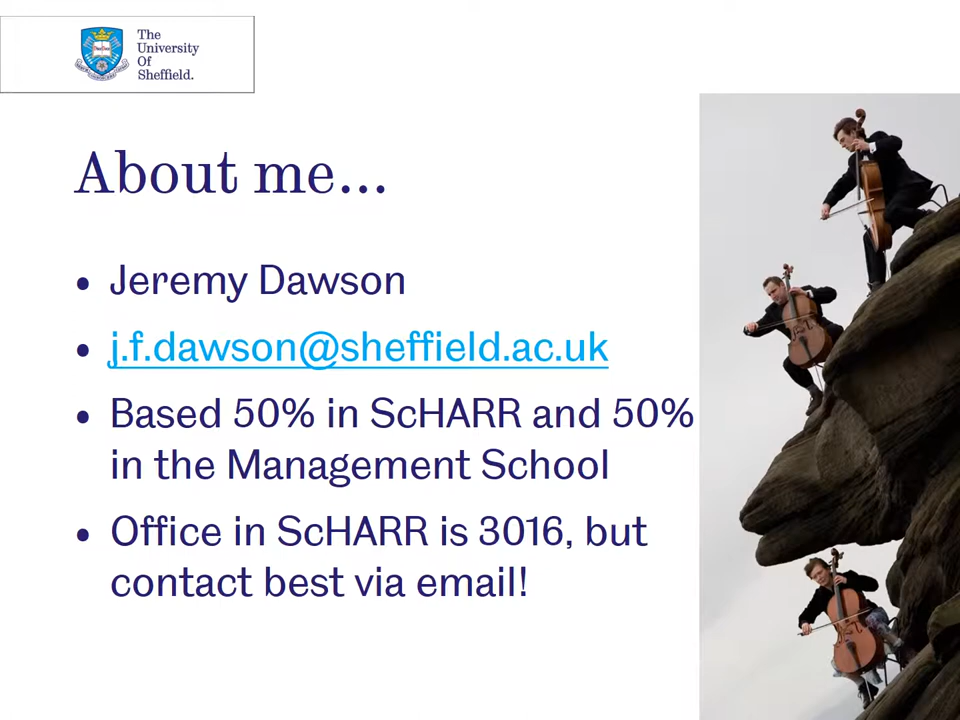 The
University
Of
Sheffield.
About me...
• Jeremy Dawson
• j.f.dawson@sheffield.ac.uk
• Based 50% in ScHARR and 50%
in the Management School
• Office in ScHARR is 3016, but
contact best via email!